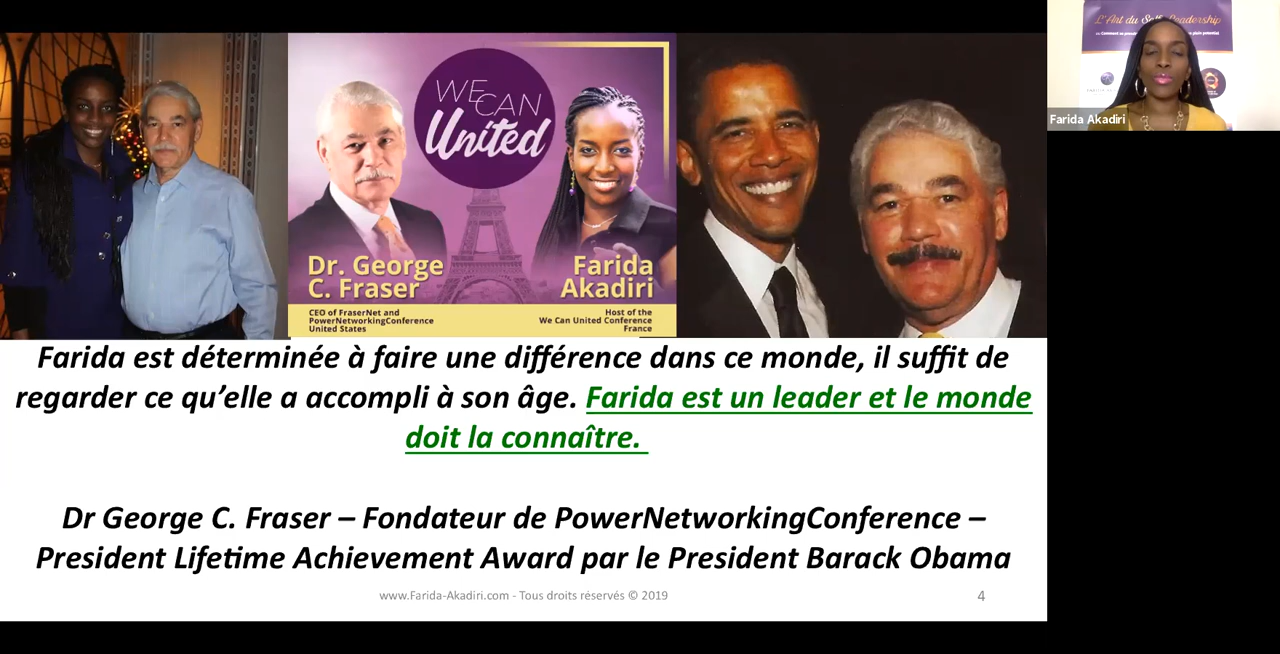 WE
CAN
United
Dr. George
C. Fraser
CEO of FraserNet and
PowerNetworkingConference
United States
Farida
Akadiri
Host of the
We Can United Conference
France
Farida est déterminée à faire une différence dans ce monde, il suffit de
regarder ce qu’elle a accompli à son âge. Farida est un leader et le monde
doit la connaître.
Dr George C. Fraser – Fondateur de PowerNetworkingConference –
President Lifetime Achievement Award par le President Barack Obama
www.Farida-Akadiri.com - Tous droits réservés © 2019
4
L'Art du Self Leadership
Farida Akadiri